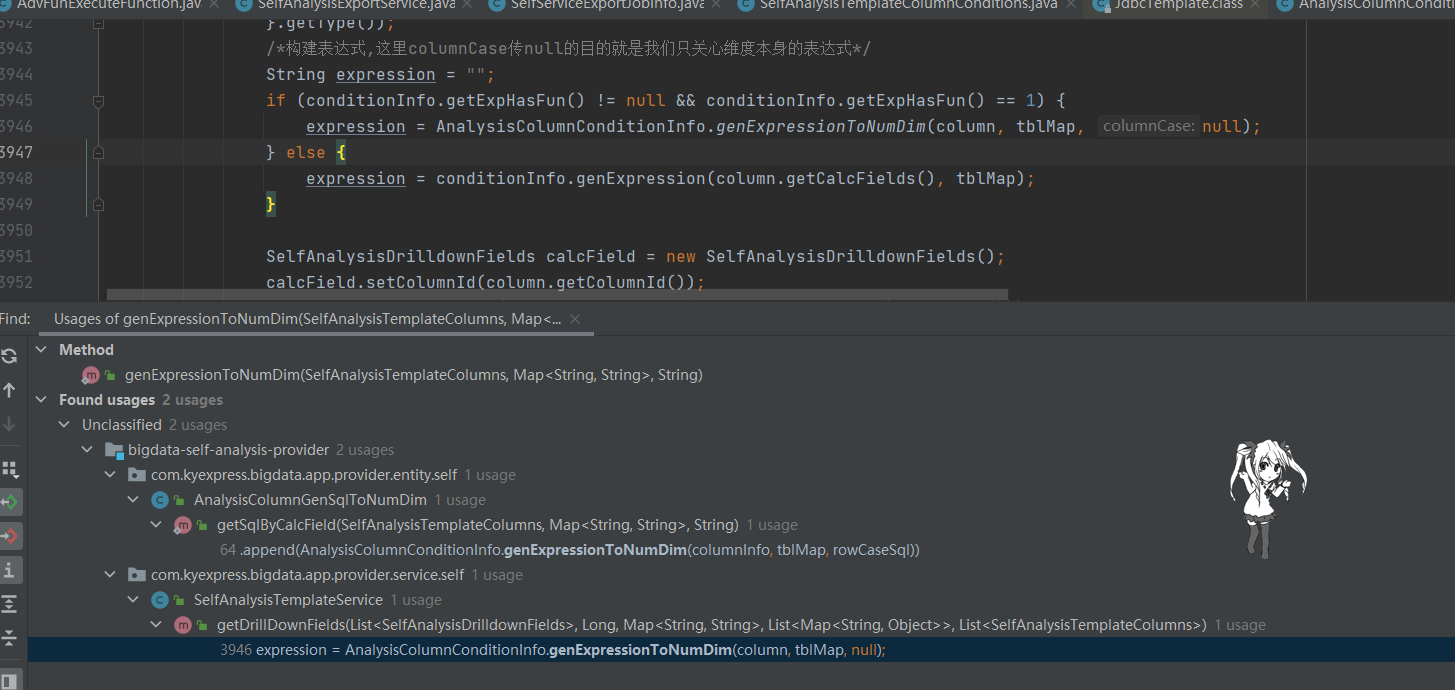 AdvFunExecuteFunction.jav
SelfAnalysisExportService.java
SelfServiceExportJobInfo.java
SelfAnalysisTemplateColumnConditions.java
JdbcTemplate.class
AnalysisColumnConditi
3942 }.getType());
3943 /*构建表达式,这里columnCase传null的目的就是我们只关心维度本身的表达式*/
3944 String expression = "";
3945 if (conditionInfo.getExpHasFun() != null && conditionInfo.getExpHasFun() == 1) {
3946 expression = AnalysisColumnConditionInfo.genExpressionToNumDim(column, tblMap, columnCase: null);
3947 } else {
3948 expression = conditionInfo.genExpression(column.getCalcFields(), tblMap);
3949 }
3950
3951 SelfAnalysisDrilldownFields calcField = new SelfAnalysisDrilldownFields();
3952 calcField.setColumnId(column.getColumnId());
Find: Usages of genExpressionToNumDim(SelfAnalysisTemplateColumns, Map<...
Method
genExpressionToNumDim(SelfAnalysisTemplateColumns, Map<String, String>, String)
Found usages 2 usages
Unclassified 2 usages
bigdata-self-analysis-provider 2 usages
com.kyexpress.bigdata.app.provider.entity.self 1 usage
AnalysisColumnGenSqlToNumDim 1 usage
getSqlByCalcField(SelfAnalysisTemplateColumns, Map<String, String>, String) 1 usage
64 .append(AnalysisColumnConditionInfo.genExpressionToNumDim(columnInfo, tblMap, rowCaseSql))
com.kyexpress.bigdata.app.provider.service.self 1 usage
SelfAnalysisTemplateService 1 usage
getDrillDownFields(List<SelfAnalysisDrilldownFields>, Long, Map<String, String>, List<Map<String, Object>>, List<SelfAnalysisTemplateColumns>) 1 usage
3946 expression = AnalysisColumnConditionInfo.genExpressionToNumDim(column, tblMap, null);